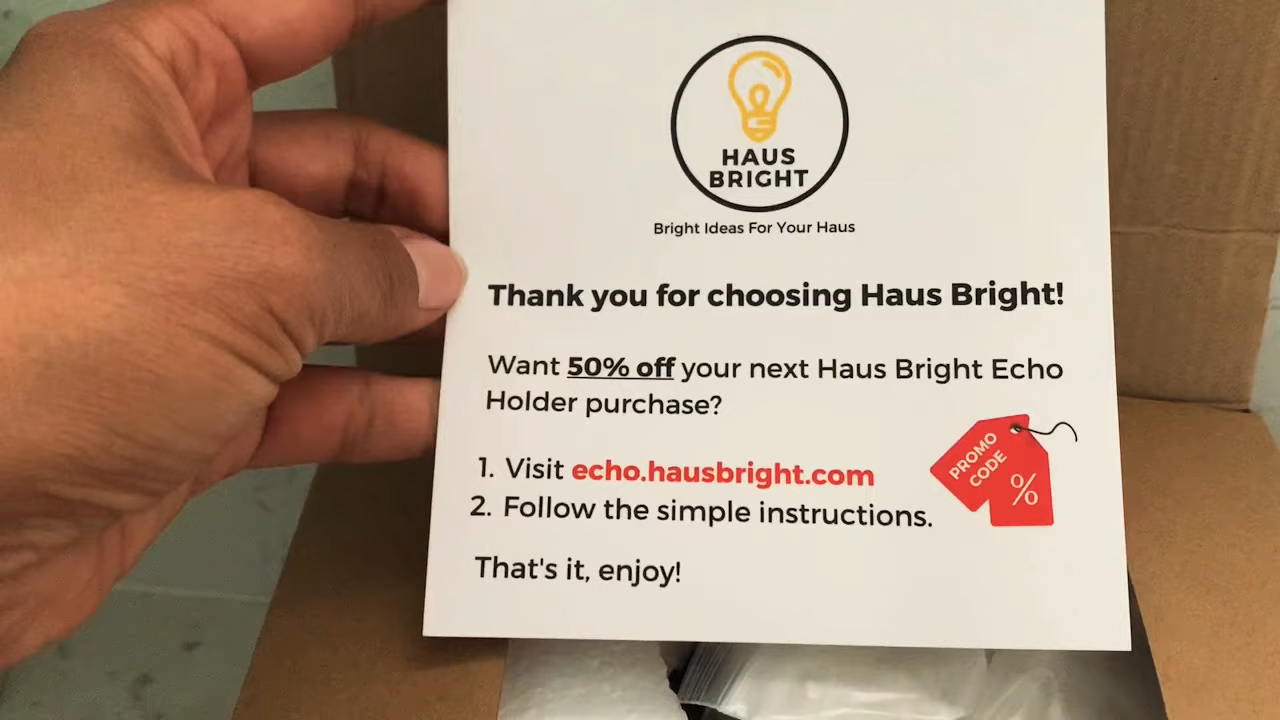 HAUS
BRIGHT
Bright Ideas For Your Haus
Thank you for choosing Haus Bright!
Want 50% off your next Haus Bright Echo
Holder purchase?
1. Visit echo.hausbright.com
2. Follow the simple instructions.
PROMO
CODE
%
That's it, enjoy!